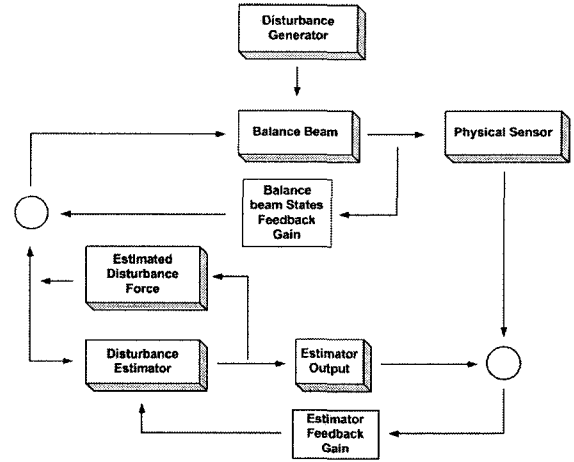 Disturbance
Generator
Balance Beam
Physical Sensor
Balance
beam States
Feedback
Gain
Estimated
Disturbance
Force
Disturbance
Estimator
Estimator
Output
Estimator
Feedback
Gain